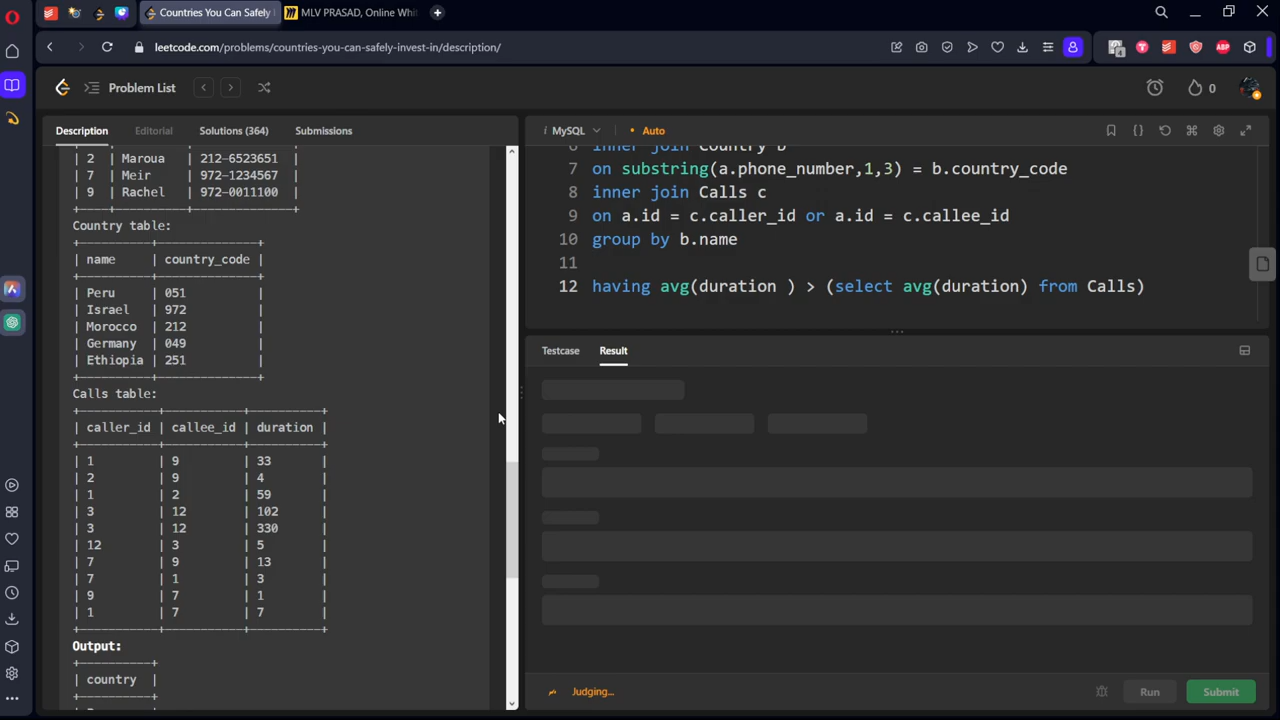 Countries You Can Safely I
MLV PRASAD, Online Whit
leetcode.com/problems/countries-you-can-safely-invest-in/description/
4
ABP
Problem List
0
Description
Editorial
Solutions (364)
Submissions
| 2 | Maroua | 212-6523651 |
| 7 | Meir | 972-1234567 |
| 9 | Rachel | 972-0011100 |
+----+----------+--------------+
Country table:
+----------+--------------+
| name | country_code |
+----------+--------------+
| Peru | 051 |
| Israel | 972 |
| Morocco | 212 |
| Germany | 049 |
| Ethiopia | 251 |
+----------+--------------+
Calls table:
+-----------+-----------+----------+
| caller_id | callee_id | duration |
+-----------+-----------+----------+
| 1 | 9 | 33 |
| 2 | 9 | 4 |
| 1 | 2 | 59 |
| 3 | 12 | 102 |
| 3 | 12 | 330 |
| 12 | 3 | 5 |
| 7 | 9 | 13 |
| 7 | 1 | 3 |
| 9 | 7 | 1 |
| 1 | 7 | 7 |
+-----------+-----------+----------+
Output:
+----------+
| country |
+----------+
MySQL
Auto
inner join Country b
7 on substring(a.phone_number,1,3) = b.country_code
8 inner join Calls c
9 on a.id = c.caller_id or a.id = c.callee_id
10 group by b.name
11
12 having avg(duration ) > (select avg(duration) from Calls)
Testcase
Result
Judging...
Run
Submit